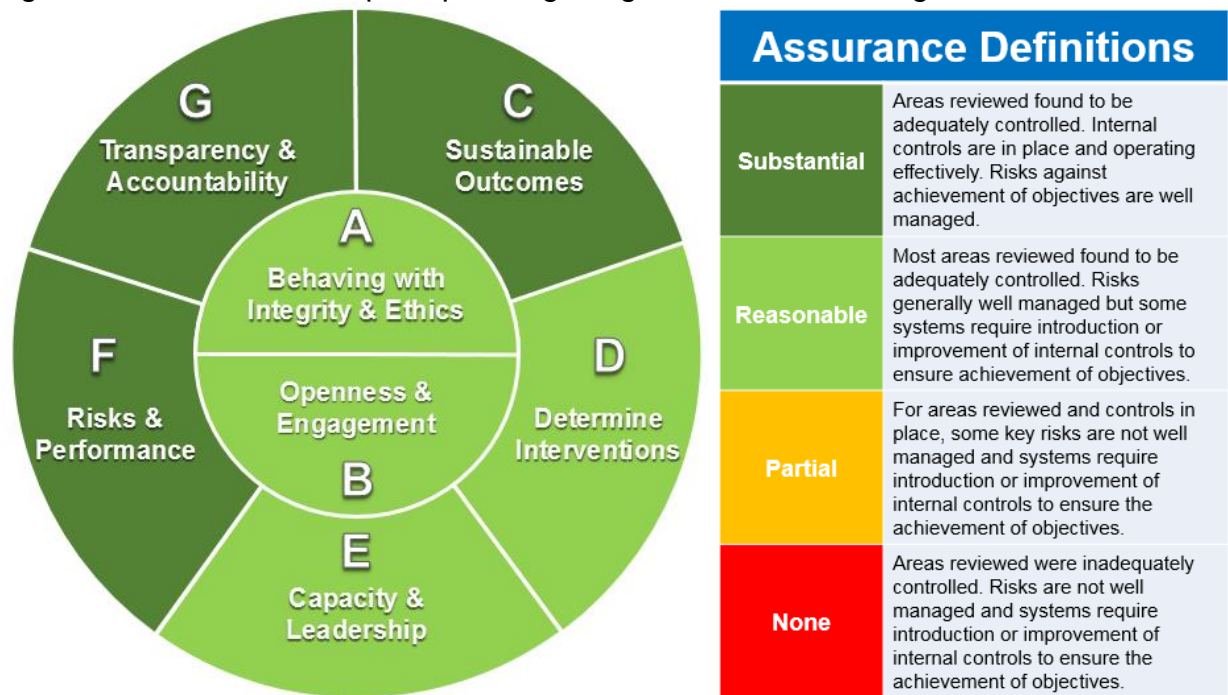 G
Transparency &
Accountability
C
Sustainable
Outcomes
A
Behaving with
Integrity & Ethics
F
Risks &
Performance
D
Determine
Interventions
Openness &
Engagement
B
E
Capacity &
Leadership
Assurance Definitions
Substantial
Areas reviewed found to be
adequately controlled. Internal
controls are in place and operating
effectively. Risks against
achievement of objectives are well
managed.
Reasonable
Most areas reviewed found to be
adequately controlled. Risks
generally well managed but some
systems require introduction or
improvement of internal controls to
ensure achievement of objectives.
Partial
For areas reviewed and controls in
place, some key risks are not well
managed and systems require
introduction or improvement of
internal controls to ensure the
achievement of objectives.
None
Areas reviewed were inadequately
controlled. Risks are not well
managed and systems require
introduction or improvement of
internal controls to ensure the
achievement of objectives.